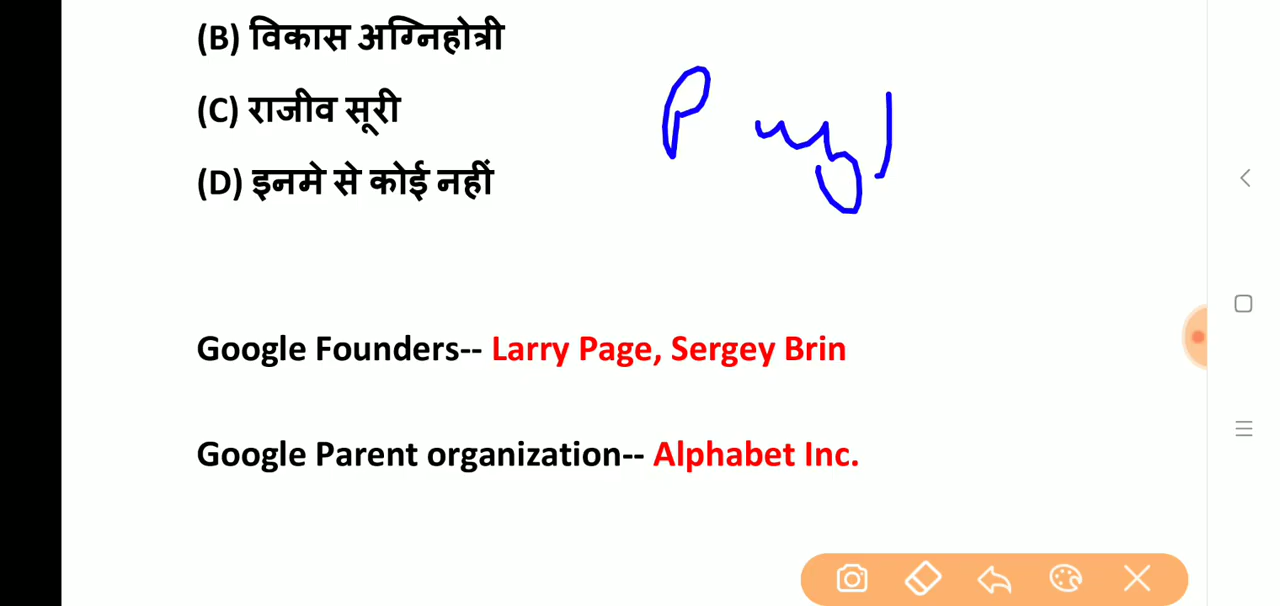 (B) विकास अग्निहोत्री
(C) राजीव सूरी
(D) इनमे से कोई नहीं
Google Founders-- Larry Page, Sergey Brin
Google Parent organization-- Alphabet Inc.